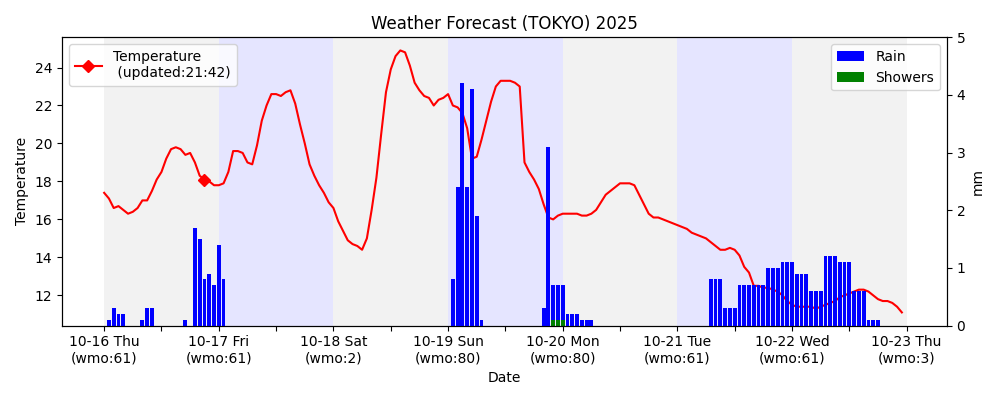 Weather Forecast (TOKYO) 2025
Temperature
(updated:21:42)
Rain
Showers
24
22
20
18
16
14
12
Temperature
5
4
3
2
1
0
mm
10-16 Thu
(wmo:61)
10-17 Fri
(wmo:61)
10-18 Sat
(wmo:2)
10-19 Sun
(wmo:80)
10-20 Mon
(wmo:80)
10-21 Tue
(wmo:61)
10-22 Wed
(wmo:61)
10-23 Thu
(wmo:3)
Date